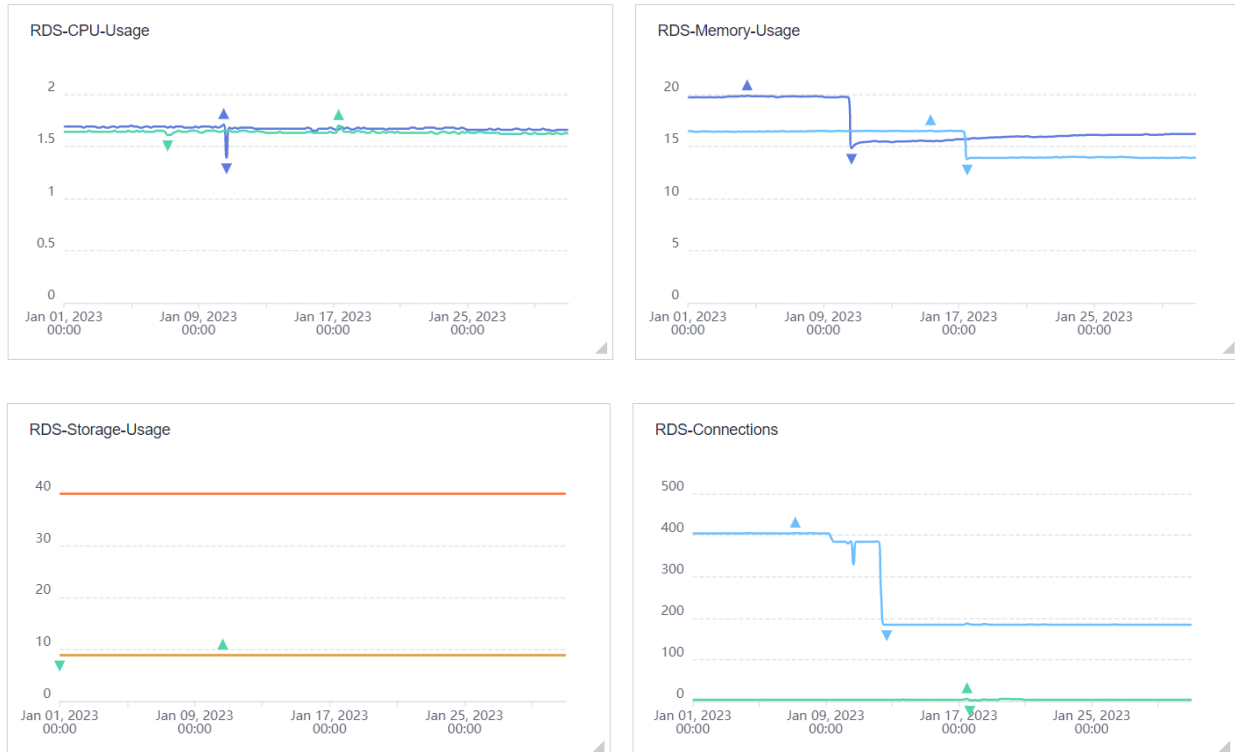 RDS-CPU-Usage
2
1.5
1
0.5
0
Jan 01, 2023
00:00
Jan 09, 2023
00:00
Jan 17, 2023
00:00
Jan 25, 2023
00:00
RDS-Memory-Usage
20
15
10
5
0
Jan 01, 2023
00:00
Jan 09, 2023
00:00
Jan 17, 2023
00:00
Jan 25, 2023
00:00
RDS-Storage-Usage
40
30
20
10
0
Jan 01, 2023
00:00
Jan 09, 2023
00:00
Jan 17, 2023
00:00
Jan 25, 2023
00:00
RDS-Connections
500
400
300
200
100
0
Jan 01, 2023
00:00
Jan 09, 2023
00:00
Jan 17, 2023
00:00
Jan 25, 2023
00:00